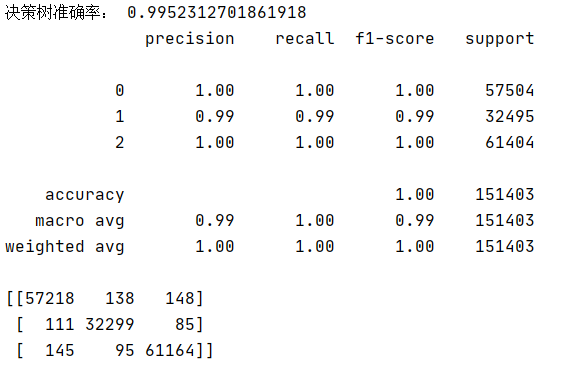 决策树准确率： 0.9952312701861918
              precision    recall  f1-score   support

           0       1.00      1.00      1.00     57504
           1       0.99      0.99      0.99     32495
           2       1.00      1.00      1.00     61404

    accuracy                           1.00    151403
   macro avg       0.99      1.00      0.99    151403
weighted avg       1.00      1.00      1.00    151403

[[57218   138   148]
 [  111 32299    85]
 [  145    95 61164]]